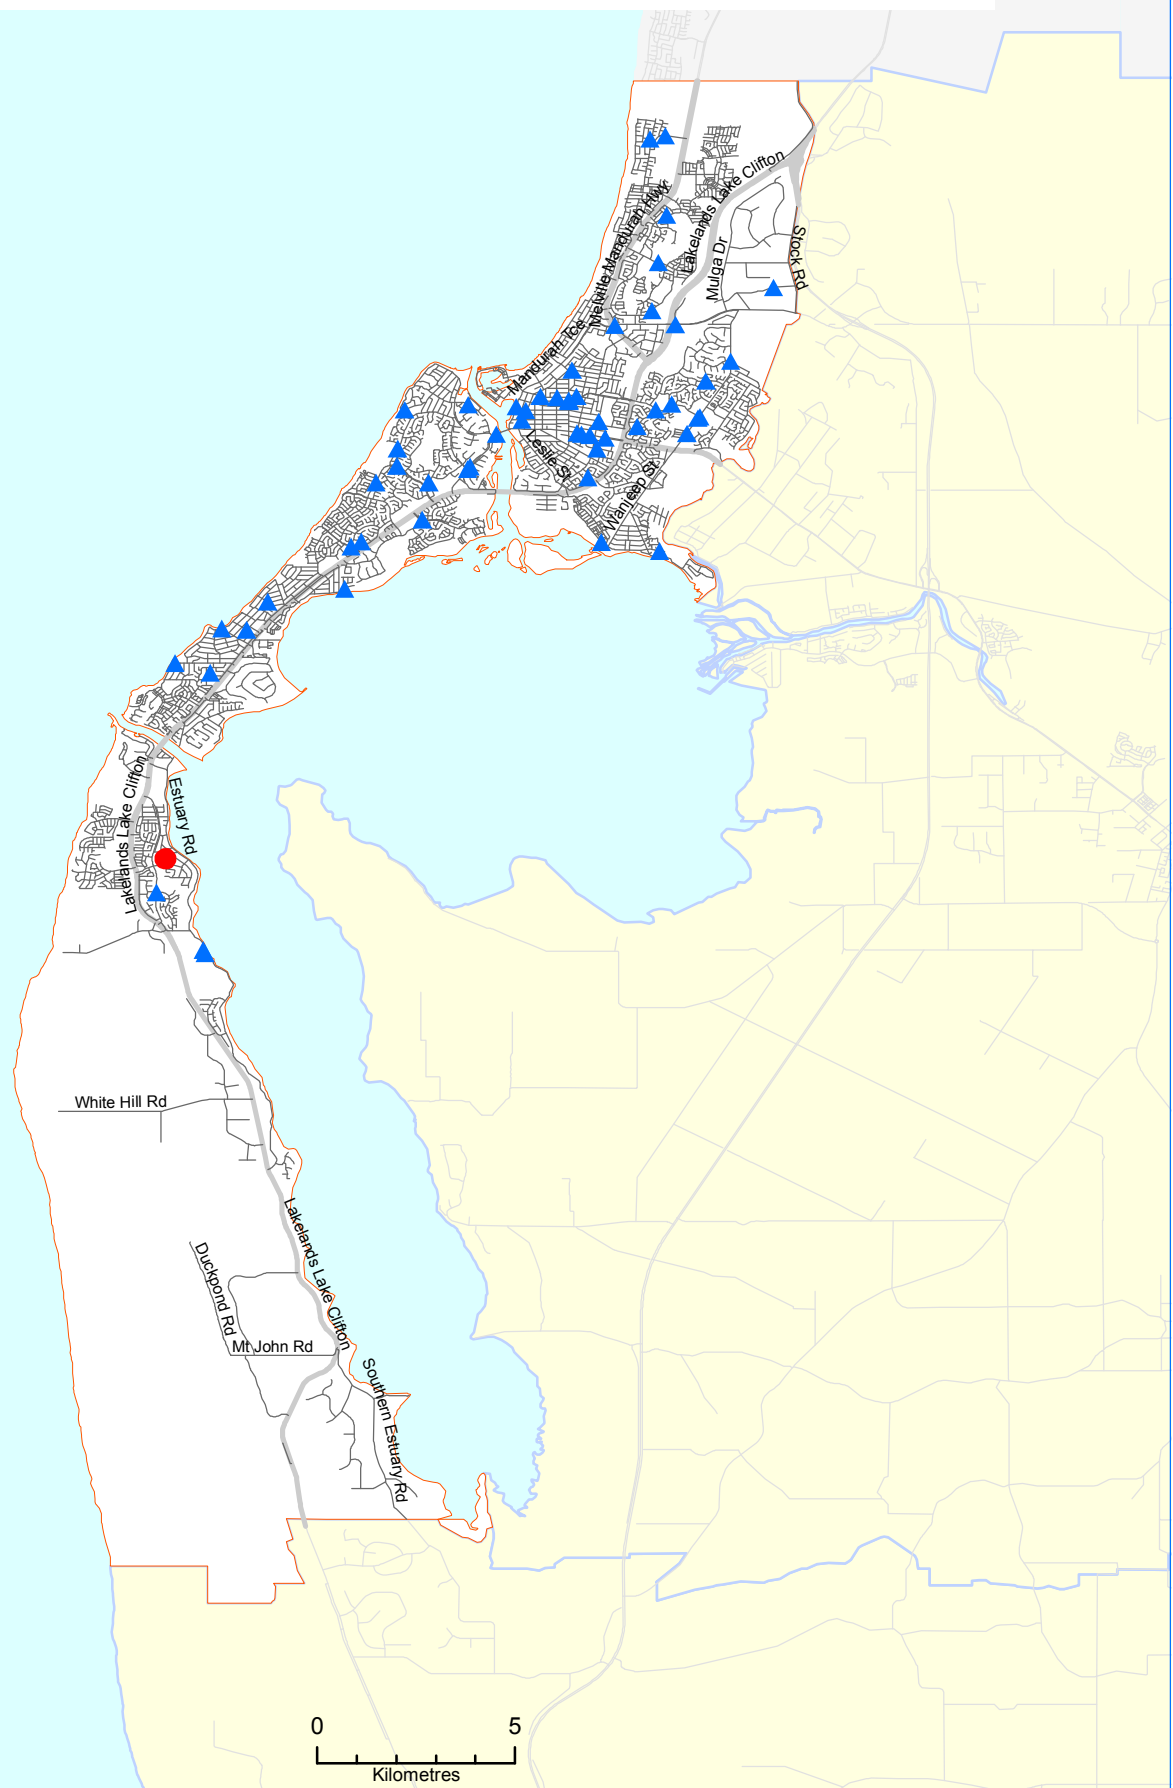 Lakelands Lake Clifton
Melville Mandurah Hwy
Mulga Dr
Stock Rd
Mandurah Tce
Leslie St
Wanjeep St
Lakelands Lake Clifton
Estuary Rd
White Hill Rd
Lakelands Lake Clifton
Duckpond Rd
Mt John Rd
Southern Estuary Rd
0 5
Kilometres